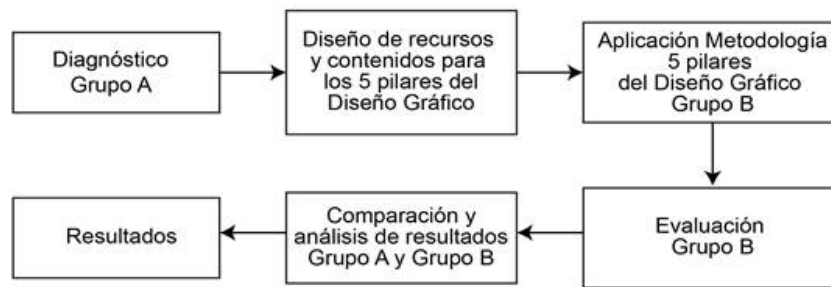 Diagnóstico
Grupo A
Diseño de recursos
y contenidos para
los 5 pilares del
Diseño Gráfico
Aplicación Metodología
5 pilares
del Diseño Gráfico
Grupo B
Evaluación
Grupo B
Comparación y
análisis de resultados
Grupo A y Grupo B
Resultados